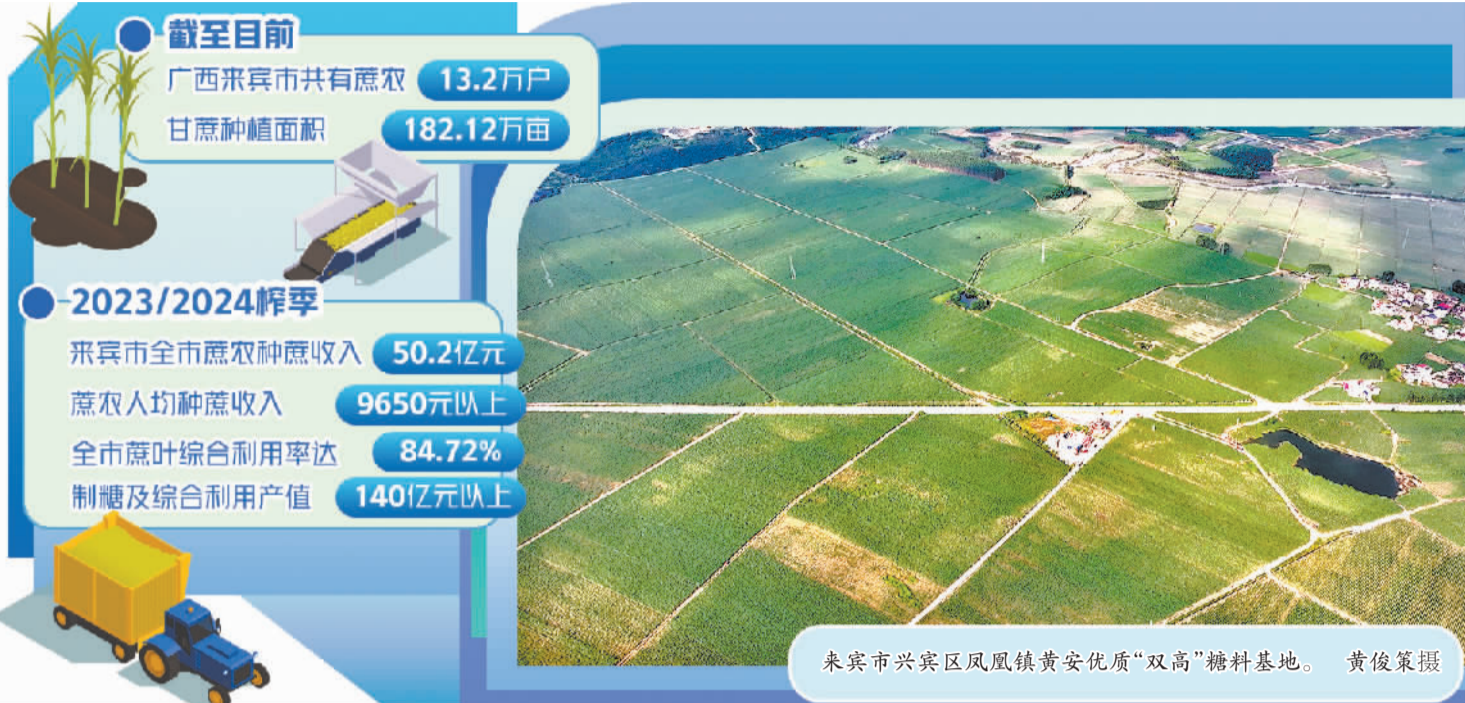 截至目前
广西来宾市共有蔗农 13.2万户
甘蔗种植面积 182.12万亩
2023/2024榨季
来宾市全市蔗农种蔗收入 50.2亿元
蔗农人均种蔗收入 9650元以上
全市蔗叶综合利用率达 84.72%
制糖及综合利用产值 140亿元以上
来宾市兴宾区凤凰镇黄安优质“双高”糖料基地。 黄俊策摄